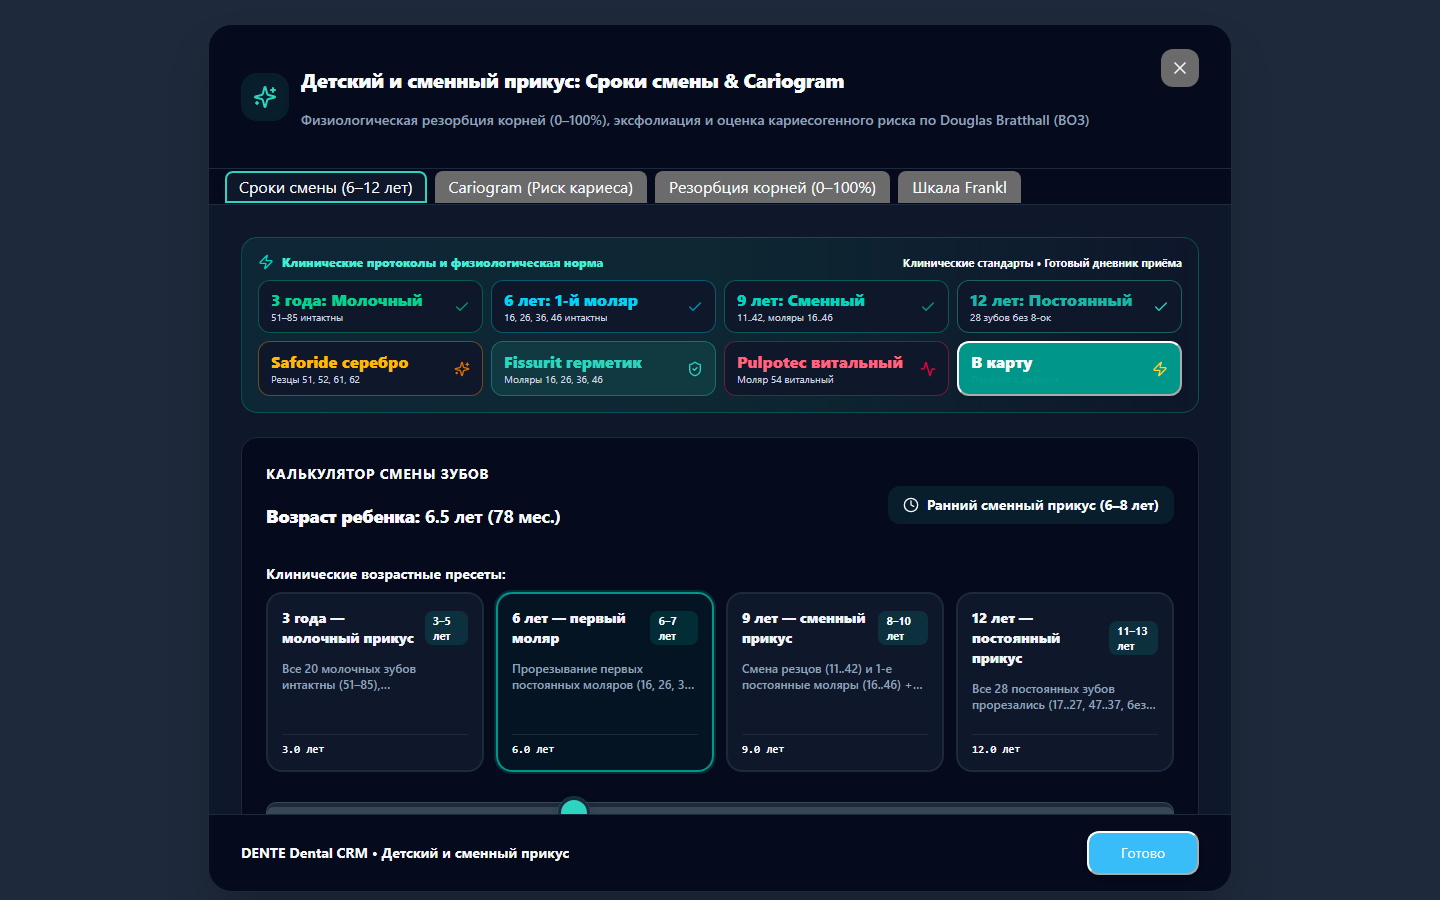 Детский и сменный прикус: Сроки смены & Cariogram
Физиологическая резорбция корней (0–100%), эксфолиация и оценка кариесогенного риска по Douglas Bratthall (ВОЗ)
Сроки смены (6–12 лет)
Cariogram (Риск кариеса)
Резорбция корней (0–100%)
Шкала Frankl
Клинические протоколы и физиологическая норма
Клинические стандарты • Готовый дневник приёма
3 года: Молочный
51–85 интактны
6 лет: 1-й моляр
16, 26, 36, 46 интактны
9 лет: Сменный
11..42, моляры 16..46
12 лет: Постоянный
28 зубов без 8-ок
Saforide серебро
Резцы 51, 52, 61, 62
Fissurit герметик
Моляры 16, 26, 36, 46
Pulpotec витальный
Моляр 54 витальный
В карту
КАЛЬКУЛЯТОР СМЕНЫ ЗУБОВ
Возраст ребенка: 6.5 лет (78 мес.)
Ранний сменный прикус (6–8 лет)
Клинические возрастные пресеты:
3 года —
молочный прикус
3–5
лет
Все 20 молочных зубов
интактны (51–85),...
3.0 лет
6 лет — первый
моляр
6–7
лет
Прорезывание первых
постоянных моляров (16, 26, 3...
6.0 лет
9 лет — сменный
прикус
8–10
лет
Смена резцов (11..42) и 1-е
постоянные моляры (16..46) +...
9.0 лет
12 лет —
постоянный
прикус
11–13
лет
Все 28 постоянных зубов
прорезались (17..27, 47..37, без...
12.0 лет
DENTE Dental CRM • Детский и сменный прикус
Готово